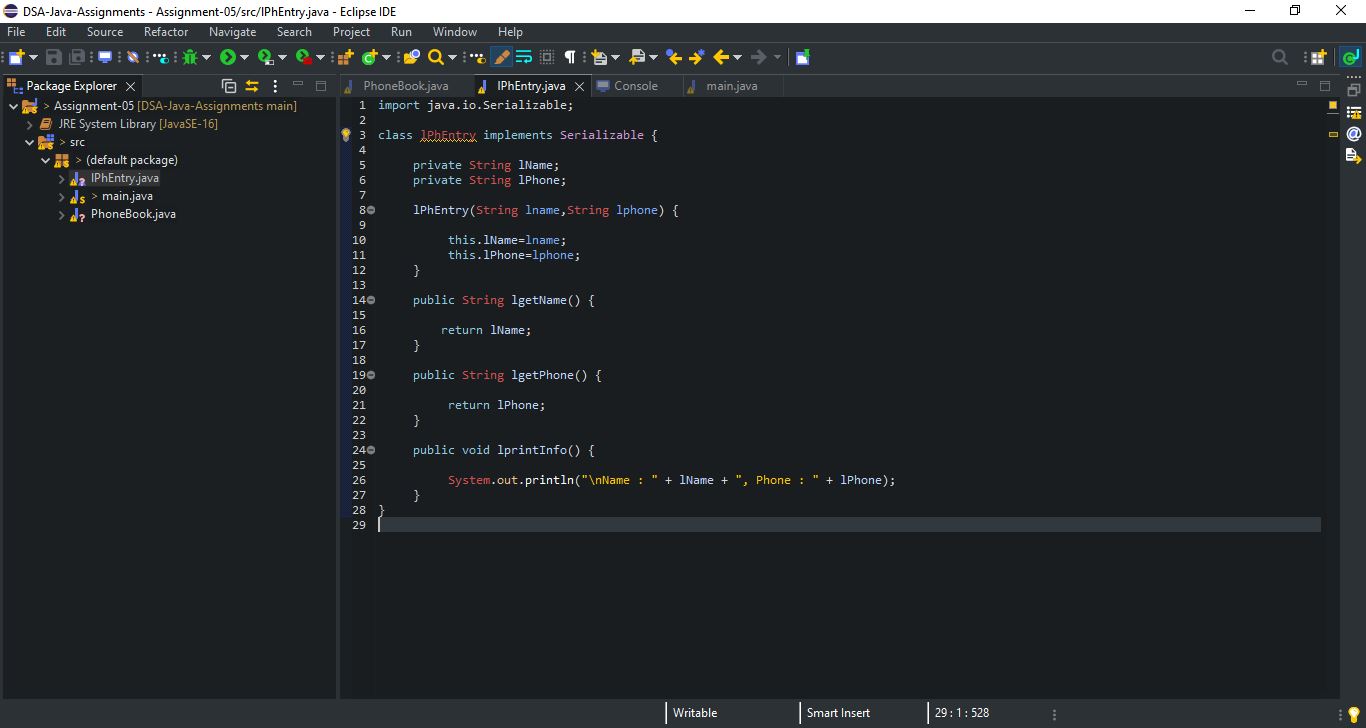 DSA-Java-Assignments - Assignment-05/src/lPhEntry.java - Eclipse IDE
File Edit Source Refactor Navigate Search Project Run Window Help
Package Explorer
> Assignment-05 [DSA-Java-Assignments main]
JRE System Library [JavaSE-16]
> src
> (default package)
lPhEntry.java
> main.java
PhoneBook.java
PhoneBook.java lPhEntry.java Console main.java
1 import java.io.Serializable;
2
3 class lPhEntry implements Serializable {
4
5 private String lName;
6 private String lPhone;
7
8 lPhEntry(String lname,String lphone) {
9
10 this.lName=lname;
11 this.lPhone=lphone;
12 }
13
14 public String lgetName() {
15
16 return lName;
17 }
18
19 public String lgetPhone() {
20
21 return lPhone;
22 }
23
24 public void lprintInfo() {
25
26 System.out.println("\nName : " + lName + ", Phone : " + lPhone);
27 }
28 }
29
Writable Smart Insert 29 : 1 : 528